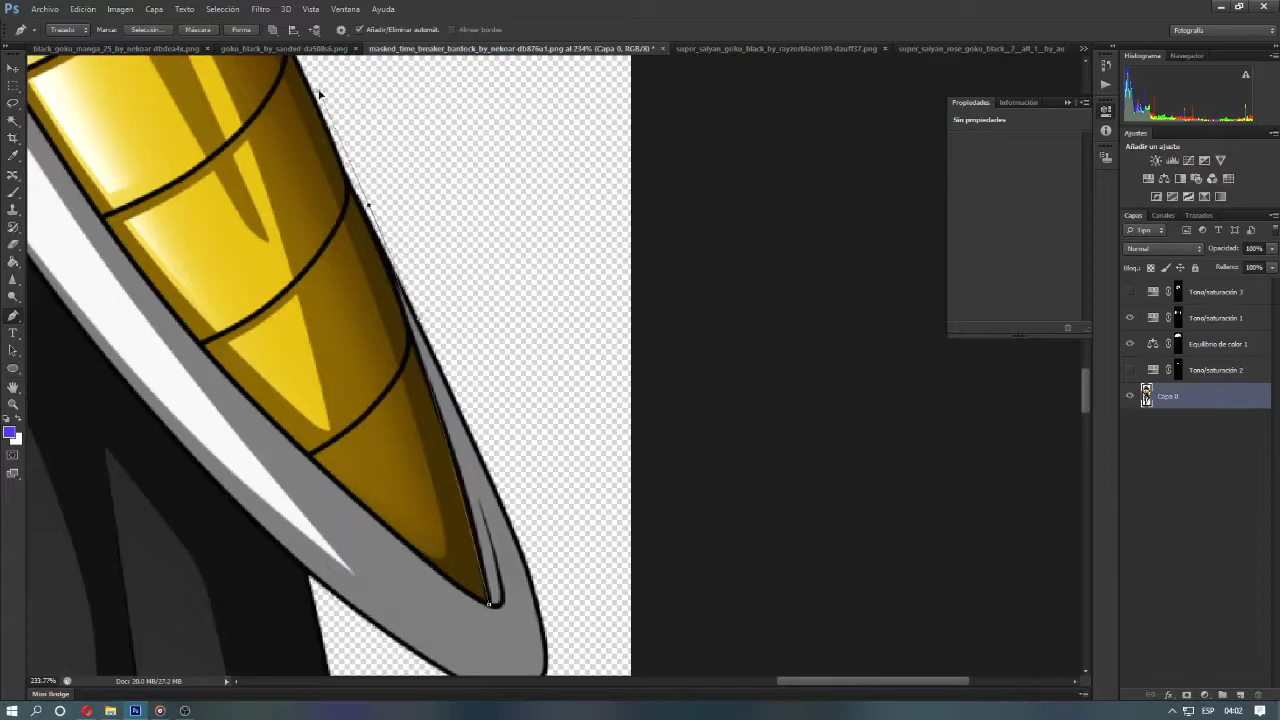 Archivo Edición Imagen Capa Texto Selección Filtro 3D Vista Ventana Ayuda
Trazado Marka: Selección... Máscara Forma Añadir/Eliminar automát. Alinear bordes Fotografía
black_goku_manga_25_by_nekoar-dbdea4x.png × goku_black_by_saodvd-da508s6.png × masked_time_breaker_bardock_by_nekoar-db876u1.png al 234% (Capa 0, RGB/8) * × super_saiyan_goku_black_by_rayzorblade189-dauff37.png × super_saiyan_rose_goku_black__2__alt_1__by_au
Histograma Navegador
Propiedades Información
Sin propiedades
Ajustes
Añadir un ajuste
Capas Canales Trazados
Tipo
Normal Opacidad: 100%
Bloq.: Relleno: 100%
Tono/saturación 3
Tono/saturación 1
Equilibrio de color 1
Tono/saturación 2
Capa 0
233.77% Doc: 20.0 MB/27.2 MB
Mini Bridge
ESP 04:02